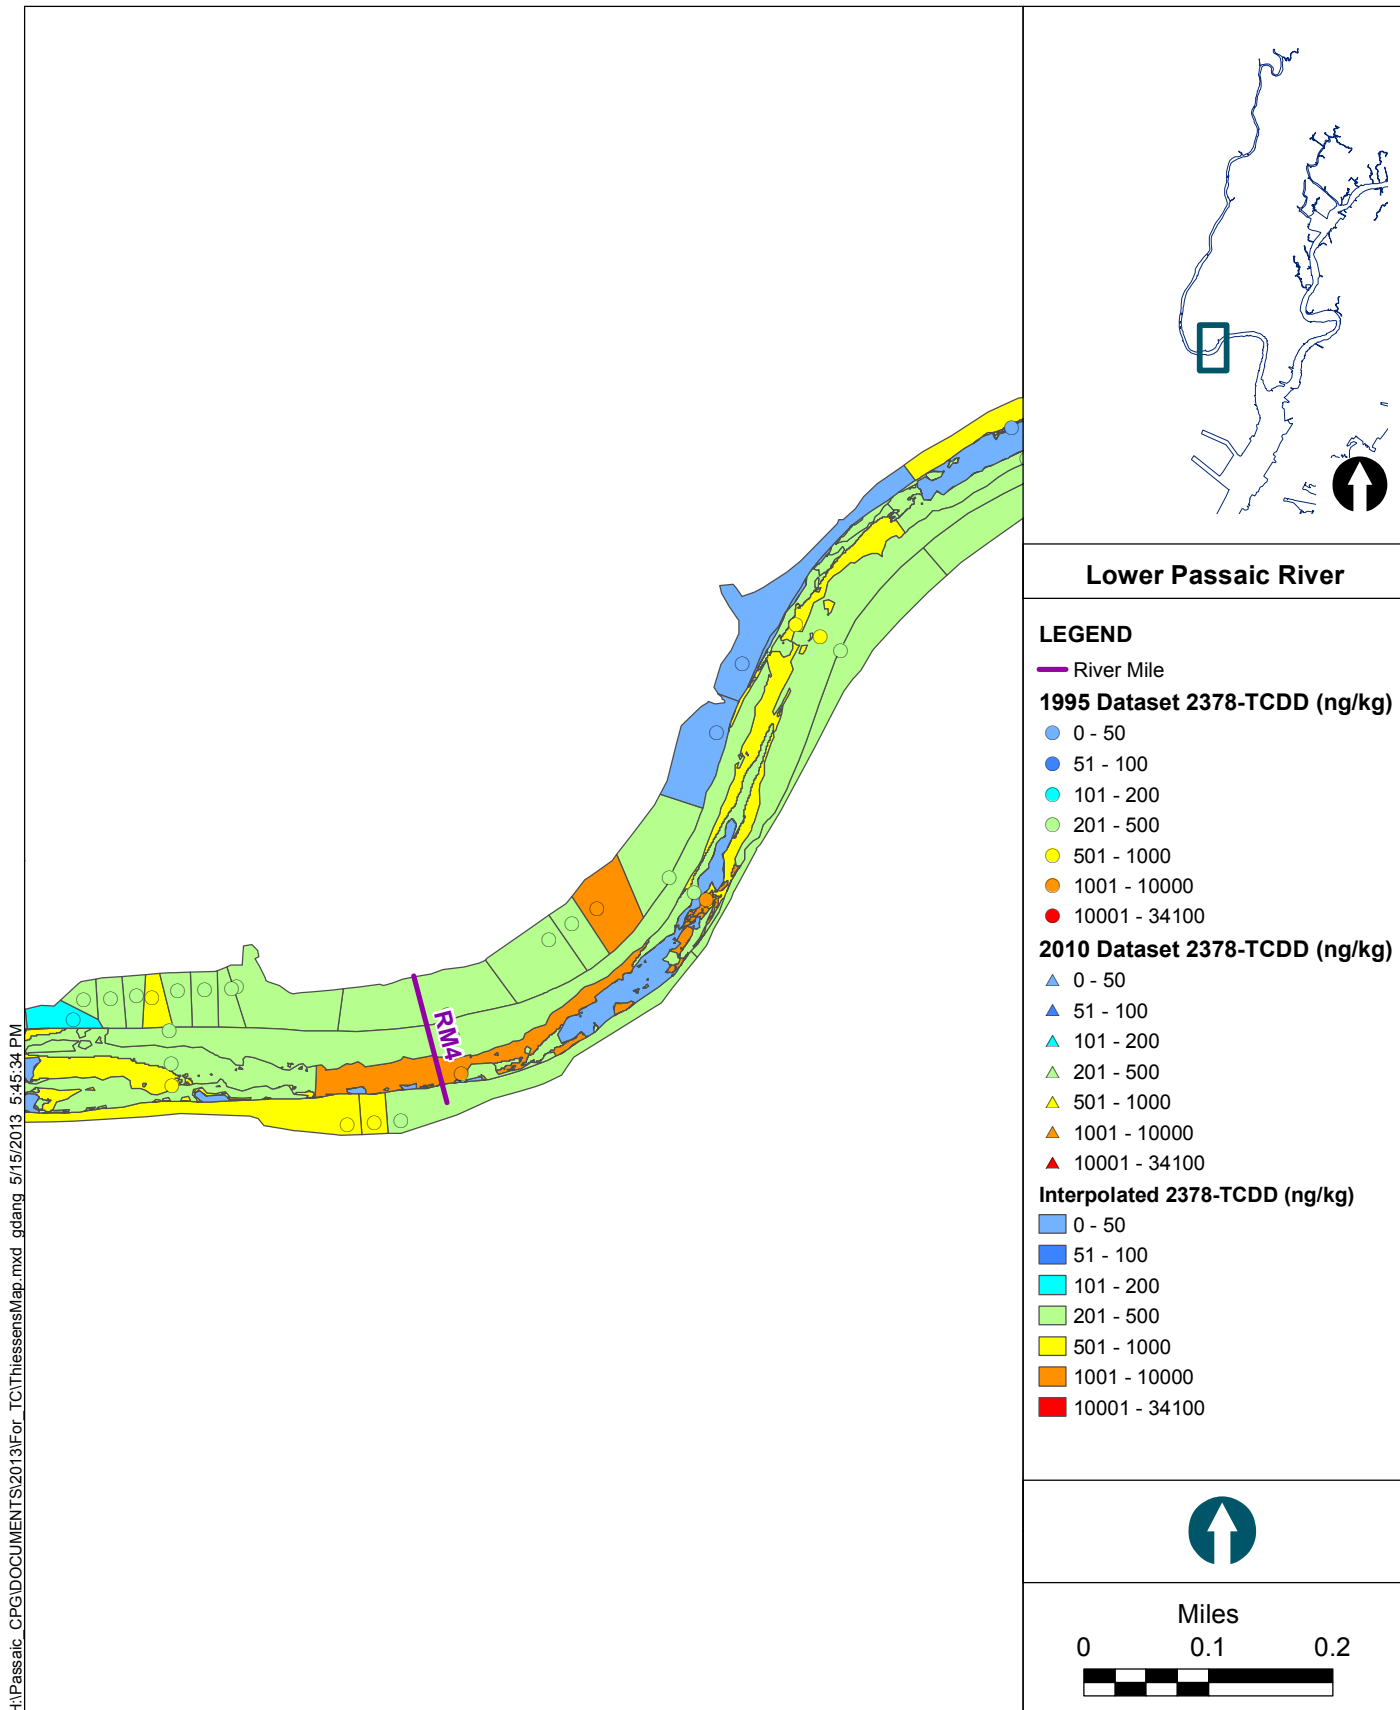 H:\Passaic_CPG\DOCUMENTS\2013\For_TC\ThiessensMap.mxd gdang 5/15/2013 5:45:34 PM
RM4
Lower Passaic River
LEGEND
River Mile
1995 Dataset 2378-TCDD (ng/kg)
0 - 50
51 - 100
101 - 200
201 - 500
501 - 1000
1001 - 10000
10001 - 34100
2010 Dataset 2378-TCDD (ng/kg)
0 - 50
51 - 100
101 - 200
201 - 500
501 - 1000
1001 - 10000
10001 - 34100
Interpolated 2378-TCDD (ng/kg)
0 - 50
51 - 100
101 - 200
201 - 500
501 - 1000
1001 - 10000
10001 - 34100
Miles
0 0.1 0.2